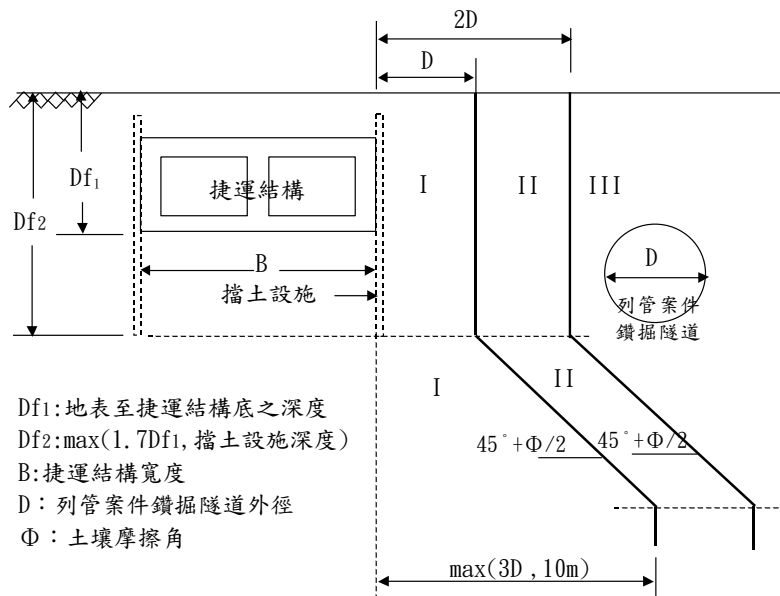 2D
D
Df1
I
II
III
捷運結構
Df2
B
D
擋土設施
列管案件
鑽掘隧道
I
II
Df1:地表至捷運結構底之深度
Df2:max(1.7Df1,擋土設施深度)
45°+Φ/2
45°+Φ/2
B:捷運結構寬度
D：列管案件鑽掘隧道外徑
Φ：土壤摩擦角
max(3D,10m)